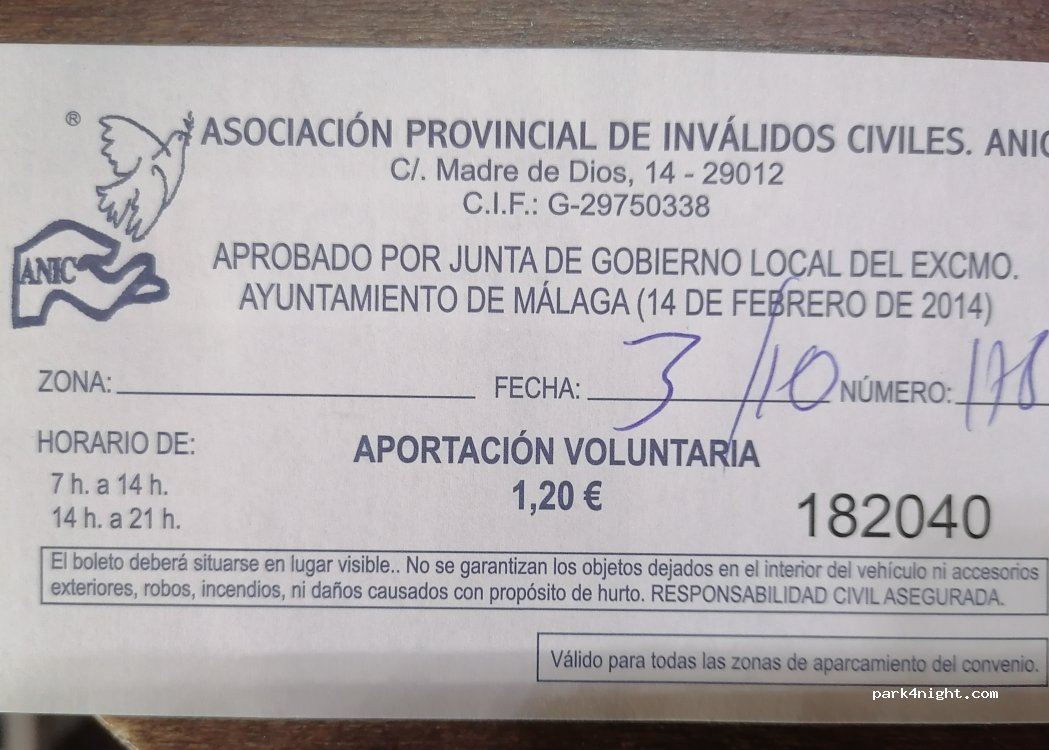 ®
ASOCIACIÓN PROVINCIAL DE INVÁLIDOS CIVILES. ANIC
C/. Madre de Dios, 14 - 29012
C.I.F.: G-29750338
ANIC
APROBADO POR JUNTA DE GOBIERNO LOCAL DEL EXCMO.
AYUNTAMIENTO DE MÁLAGA (14 DE FEBRERO DE 2014)
ZONA: FECHA: 3/10 NÚMERO:
HORARIO DE:
7 h. a 14 h.
14 h. a 21 h.
APORTACIÓN VOLUNTARIA
1,20 €
182040
El boleto deberá situarse en lugar visible.. No se garantizan los objetos dejados en el interior del vehículo ni accesorios
exteriores, robos, incendios, ni daños causados con propósito de hurto. RESPONSABILIDAD CIVIL ASEGURADA.
Válido para todas las zonas de aparcamiento del convenio.
park4night.com